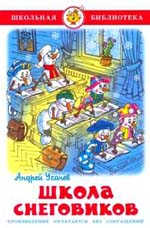 ШКОЛЬНАЯ
БИБЛИОТЕКА
Андрей Усачев
ШКОЛА
СНЕГОВИКОВ
ПРОИЗВЕДЕНИЕ ПЕЧАТАЕТСЯ БЕЗ СОКРАЩЕНИЙ